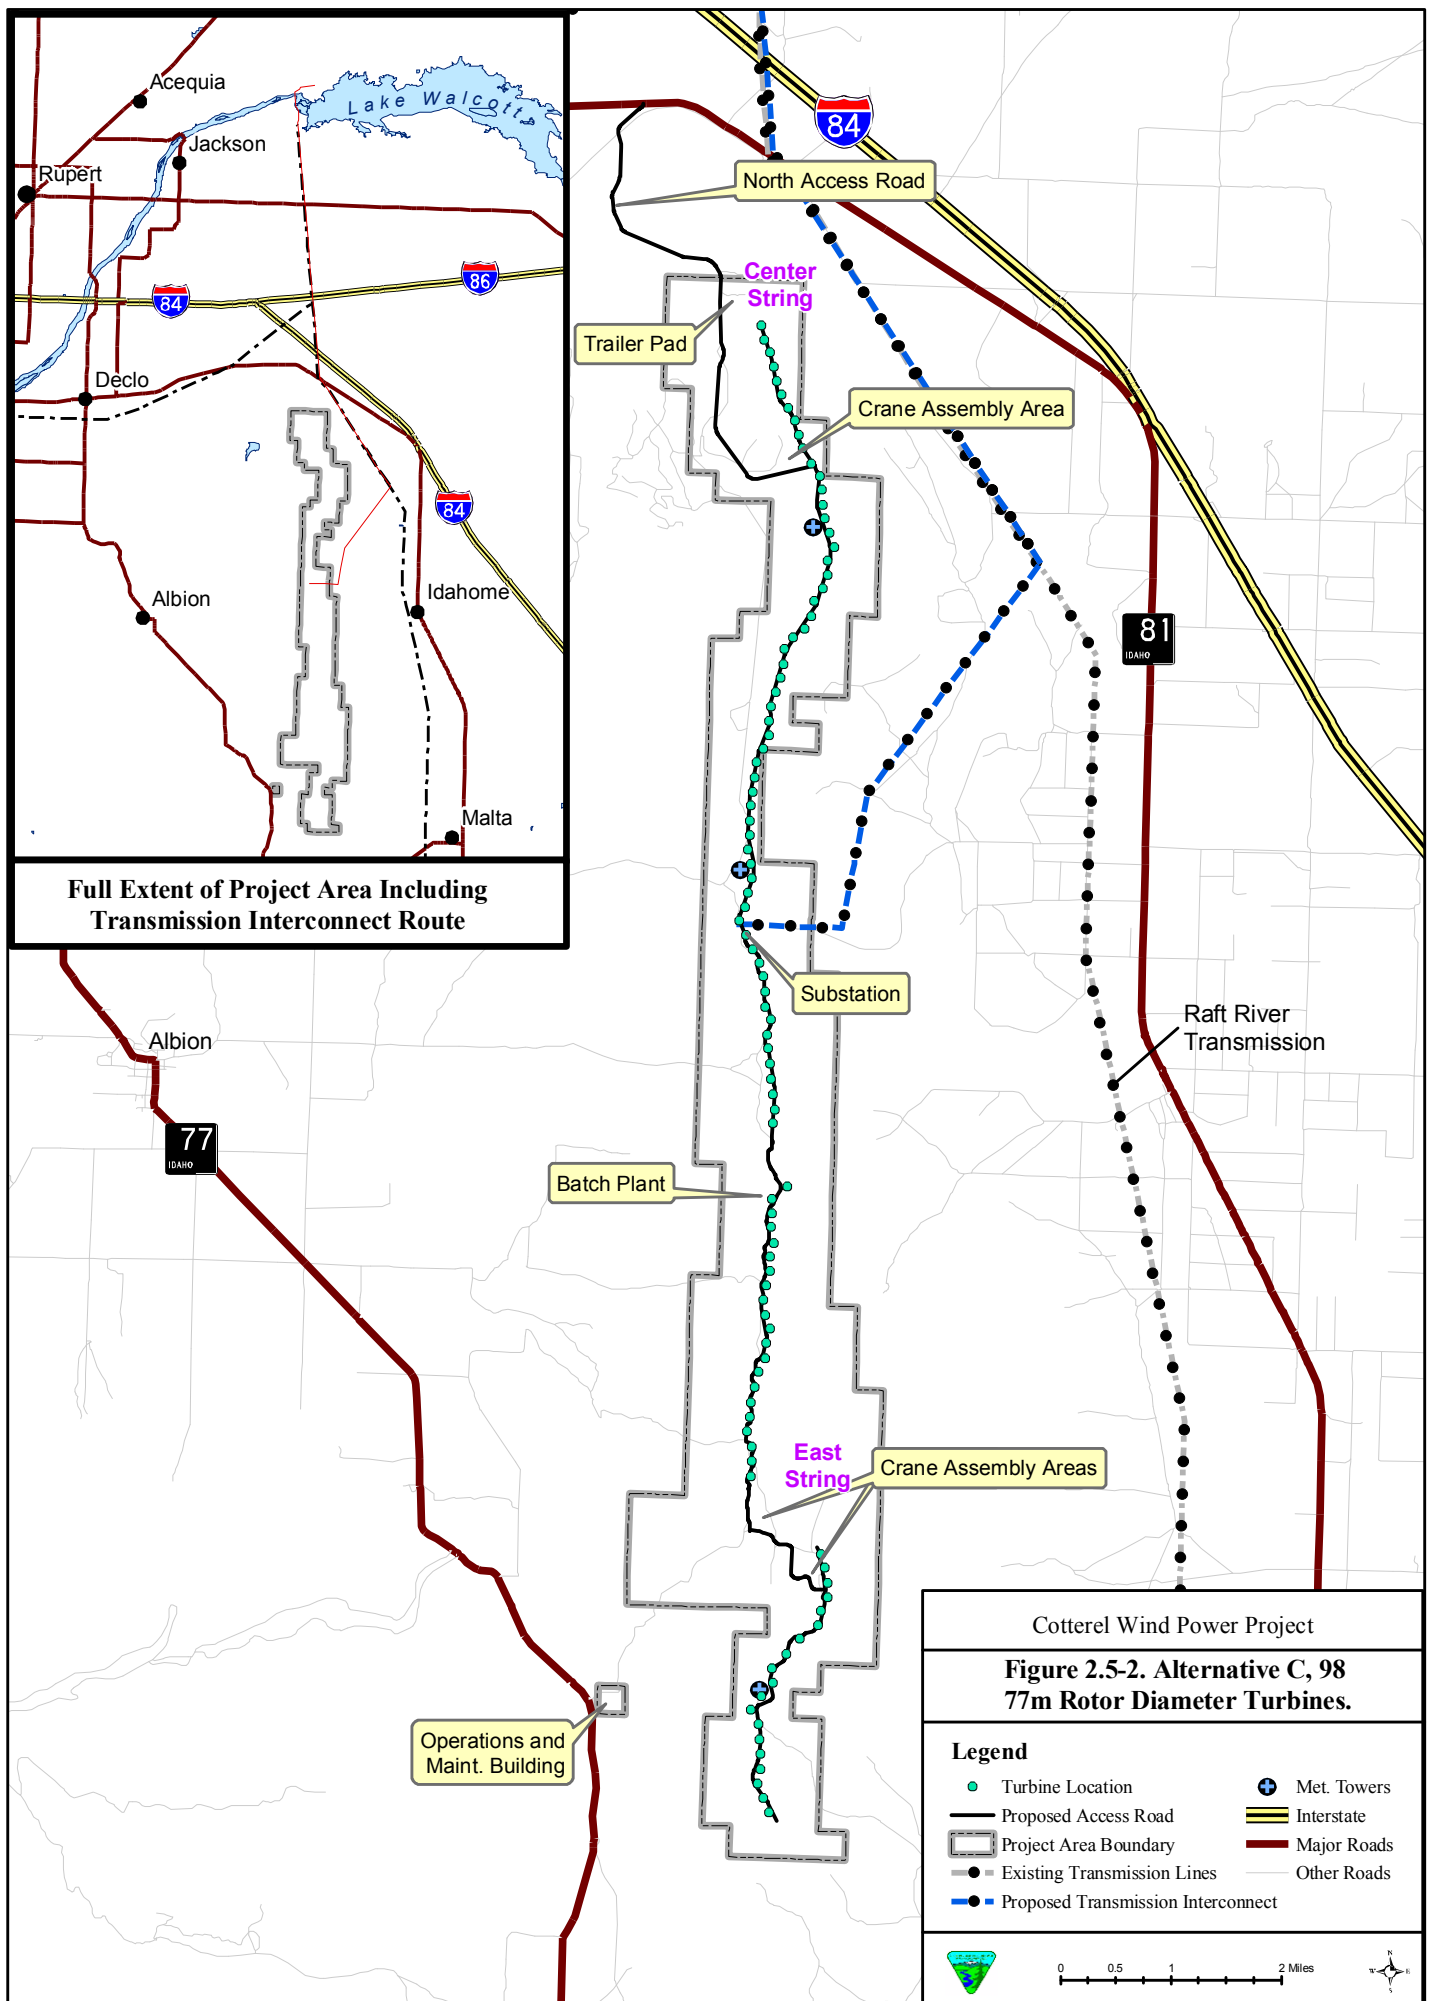 Acequia
Lake Walcott
Jackson
Rupert
86
84
Declo
84
Albion
Idahome
Malta
Full Extent of Project Area Including
Transmission Interconnect Route
84
North Access Road
Center
String
Trailer Pad
Crane Assembly Area
81
IDAHO
Substation
Raft River
Transmission
Albion
77
IDAHO
Batch Plant
East
String
Crane Assembly Areas
Operations and
Maint. Building
Cotterel Wind Power Project
Figure 2.5-2. Alternative C, 98
77m Rotor Diameter Turbines.
Legend
Turbine Location
Proposed Access Road
Project Area Boundary
Existing Transmission Lines
Proposed Transmission Interconnect
Met. Towers
Interstate
Major Roads
Other Roads
0 0.5 1 2 Miles
N
W E
S